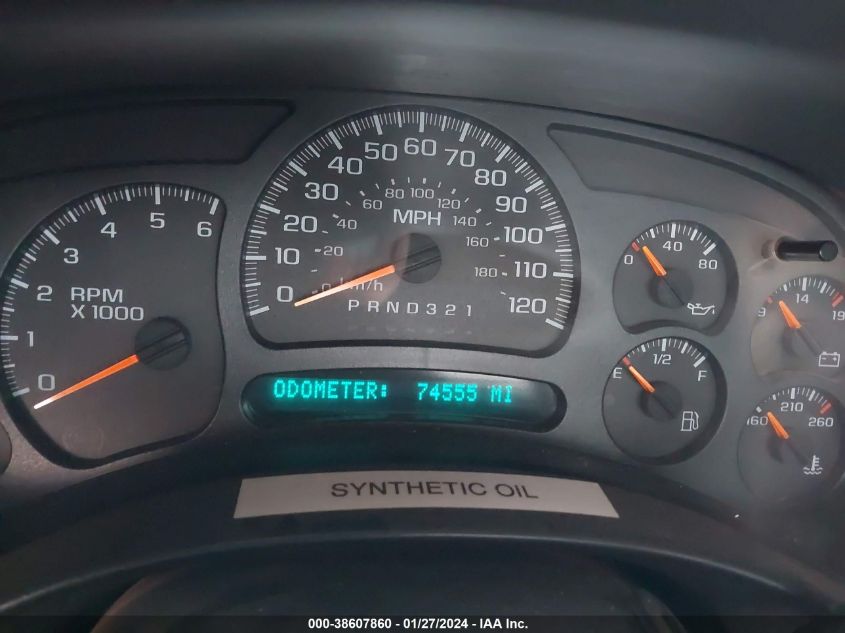 0 1 2 3 4 5 6
RPM
X 1000
0 10 20 30 40 50 60 70 80 90 100 110 120
MPH
20 40 60 80 100 120 140 160 180
km/h
P R N D 3 2 1
0 40 80
9 14 19
E 1/2 F
160 210 260
ODOMETER: 74555 MI
SYNTHETIC OIL
000-38607860 - 01/27/2024 - IAA Inc.